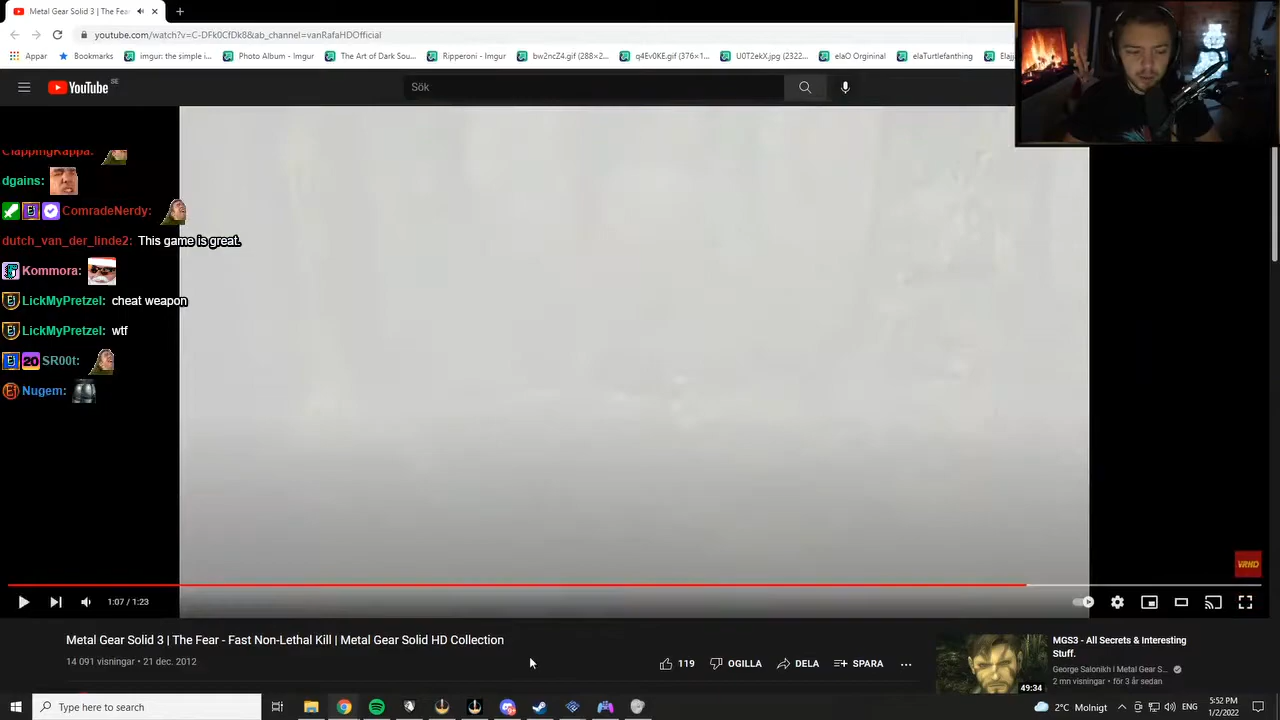 Metal Gear Solid 3 | The Fear
youtube.com/watch?v=C-DFk0CfDk8&ab_channel=vanRafaHDOfficial
Appar Bookmarks imgur: the simple i... Photo Album - Imgur The Art of Dark Sou... Ripperoni - Imgur bw2ncZ4.gif (288×2... q4Ev0KE.gif (376×1... U0T2ekX.jpg (2322... elaO Orgininal elaTurtlefanthing
YouTube SE
Sök
ClappingKappa:
dgains:
ComradeNerdy:
dutch_van_der_linde2: This game is great.
Kommora:
LickMyPretzel: cheat weapon
LickMyPretzel: wtf
20 SR00t:
Nugem:
VRHD
1:07 / 1:23
Metal Gear Solid 3 | The Fear - Fast Non-Lethal Kill | Metal Gear Solid HD Collection
14 091 visningar • 21 dec. 2012
119 OGILLA DELA SPARA
MGS3 - All Secrets & Interesting
Stuff.
George Salonikh l Metal Gear S...
2 mn visningar • för 3 år sedan
49:34
Type here to search
2°C Molnigt
ENG
5:52 PM
1/2/2022